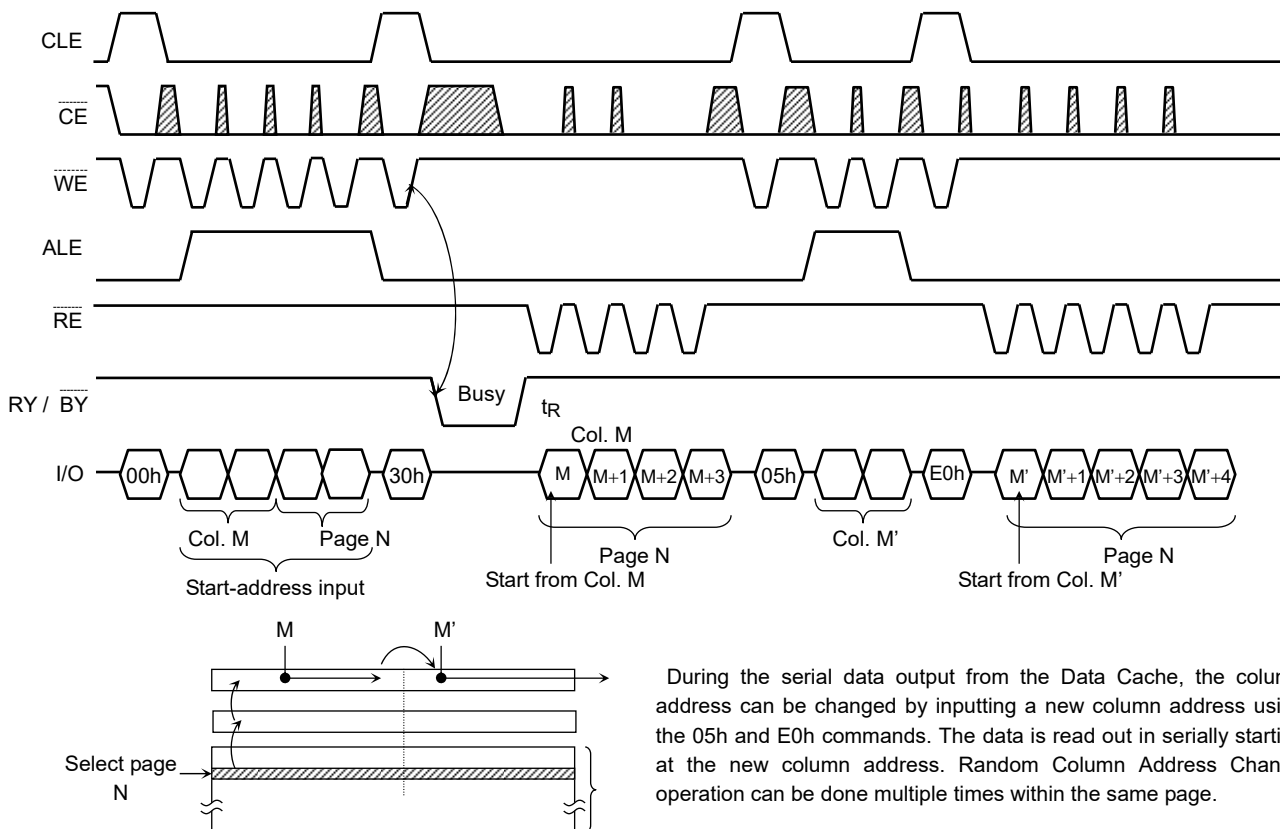 CLE
CE
WE
ALE
RE
RY / BY
Busy
tR
Col. M
I/O
00h
30h
M
M+1
M+2
M+3
05h
E0h
M'
M'+1
M'+2
M'+3
M'+4
Col. M
Page N
Start-address input
Page N
Start from Col. M
Col. M’
Page N
Start from Col. M’
M
M’
Select page
N
During the serial data output from the Data Cache, the colum
address can be changed by inputting a new column address usi
the 05h and E0h commands. The data is read out in serially starti
at the new column address. Random Column Address Chan
operation can be done multiple times within the same page.